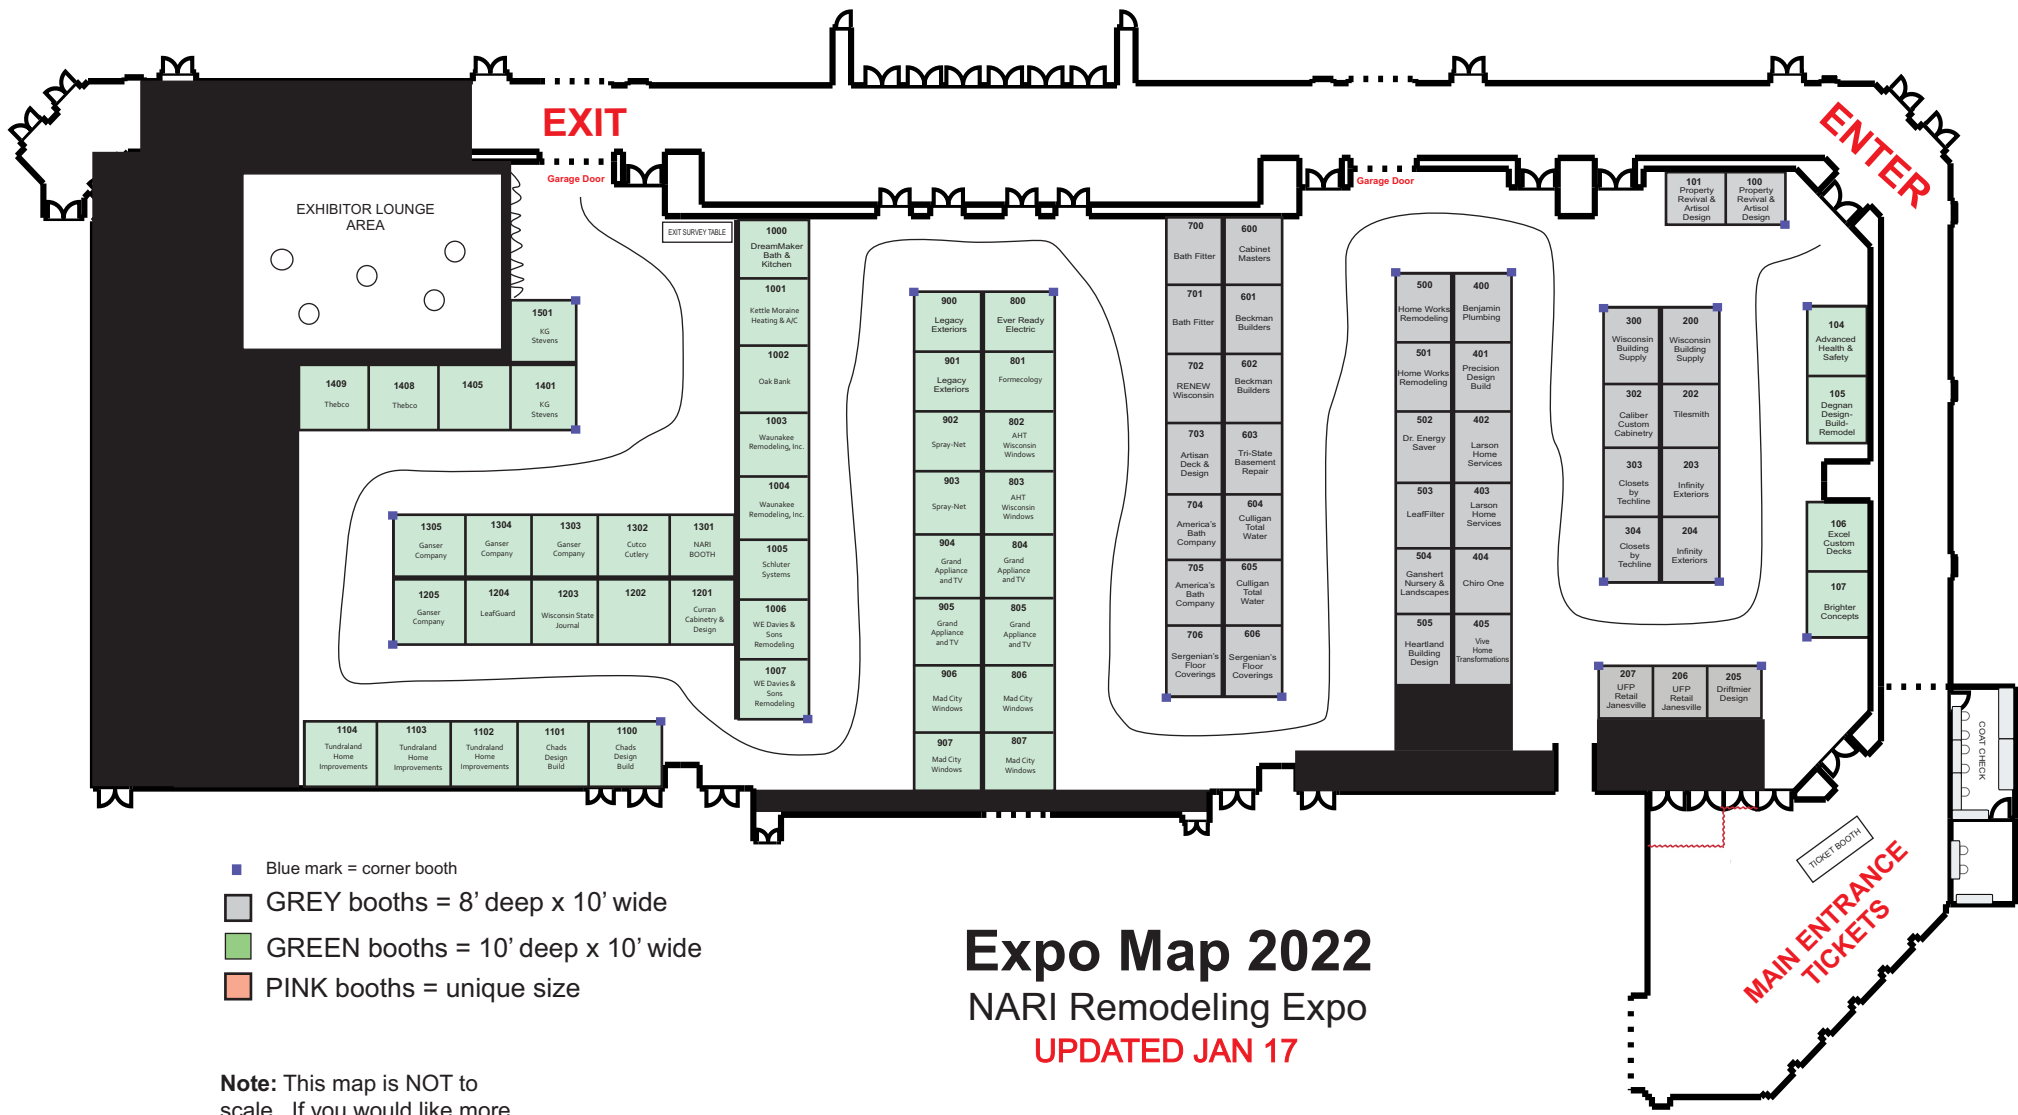 EXIT
ENTER
Garage Door
Garage Door
EXHIBITOR LOUNGE
AREA
EXIT SURVEY TABLE
101
Property
Revival &
Artisol
Design
100
Property
Revival &
Artisol
Design
1000
DreamMaker
Bath &
Kitchen
1001
Kettle Moraine
Heating & A/C
1002
Oak Bank
1003
Waunakee
Remodeling, Inc.
1004
Waunakee
Remodeling, Inc.
1005
Schluter
Systems
1006
WE Davies &
Sons
Remodeling
1007
WE Davies &
Sons
Remodeling
1501
KG
Stevens
1409
Thebco
1408
Thebco
1405
1401
KG
Stevens
1305
Ganser
Company
1304
Ganser
Company
1303
Ganser
Company
1302
Cutco
Cutlery
1301
NARI
BOOTH
1205
Ganser
Company
1204
LeafGuard
1203
Wisconsin State
Journal
1202
1201
Curran
Cabinetry &
Design
1104
Tundraland
Home
Improvements
1103
Tundraland
Home
Improvements
1102
Tundraland
Home
Improvements
1101
Chads
Design
Build
1100
Chads
Design
Build
900
Legacy
Exteriors
800
Ever Ready
Electric
901
Legacy
Exteriors
801
Formecology
902
Spray-Net
802
AHT
Wisconsin
Windows
903
Spray-Net
803
AHT
Wisconsin
Windows
904
Grand
Appliance
and TV
804
Grand
Appliance
and TV
905
Grand
Appliance
and TV
805
Grand
Appliance
and TV
906
Mad City
Windows
806
Mad City
Windows
907
Mad City
Windows
807
Mad City
Windows
700
Bath Fitter
600
Cabinet
Masters
701
Bath Fitter
601
Beckman
Builders
702
RENEW
Wisconsin
602
Beckman
Builders
703
Artisan
Deck &
Design
603
Tri-State
Basement
Repair
704
America's
Bath
Company
604
Culligan
Total
Water
705
America's
Bath
Company
605
Culligan
Total
Water
706
Sergenian's
Floor
Coverings
606
Sergenian's
Floor
Coverings
500
Home Works
Remodeling
400
Benjamin
Plumbing
501
Home Works
Remodeling
401
Precision
Design
Build
502
Dr. Energy
Saver
402
Larson
Home
Services
503
LeafFilter
403
Larson
Home
Services
504
Ganshert
Nursery &
Landscapes
404
Chiro One
505
Heartland
Building
Design
405
Vive
Home
Transformations
300
Wisconsin
Building
Supply
200
Wisconsin
Building
Supply
302
Caliber
Custom
Cabinetry
202
Tilesmith
303
Closets
by
Techline
203
Infinity
Exteriors
304
Closets
by
Techline
204
Infinity
Exteriors
207
UFP
Retail
Janesville
206
UFP
Retail
Janesville
205
Driftmier
Design
104
Advanced
Health &
Safety
105
Degnan
Design-
Build-
Remodel
106
Excel
Custom
Decks
107
Brighter
Concepts
COAT CHECK
TICKET BOOTH
MAIN ENTRANCE
TICKETS
Blue mark = corner booth
GREY booths = 8' deep x 10' wide
GREEN booths = 10' deep x 10' wide
PINK booths = unique size
Expo Map 2022
NARI Remodeling Expo
UPDATED JAN 17
Note: This map is NOT to
scale. If you would like more